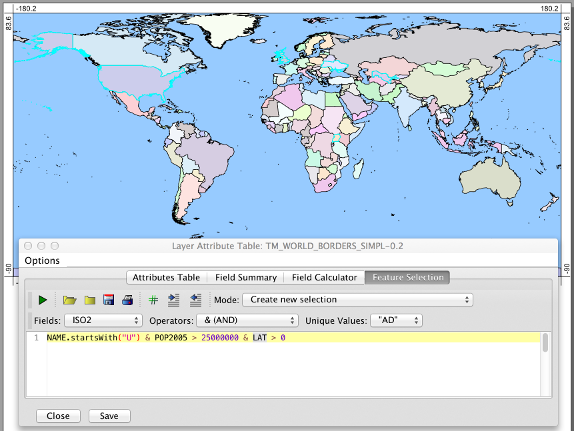 -180.2 180.2
83.6 83.6
-90 -90
Layer Attribute Table: TM_WORLD_BORDERS_SIMPL-0.2
Options
Attributes Table Field Summary Field Calculator Feature Selection
Mode: Create new selection
Fields: ISO2 Operators: & (AND) Unique Values: "AD"
1 NAME.startsWith("U") & POP2005 > 25000000 & LAT > 0
Close Save